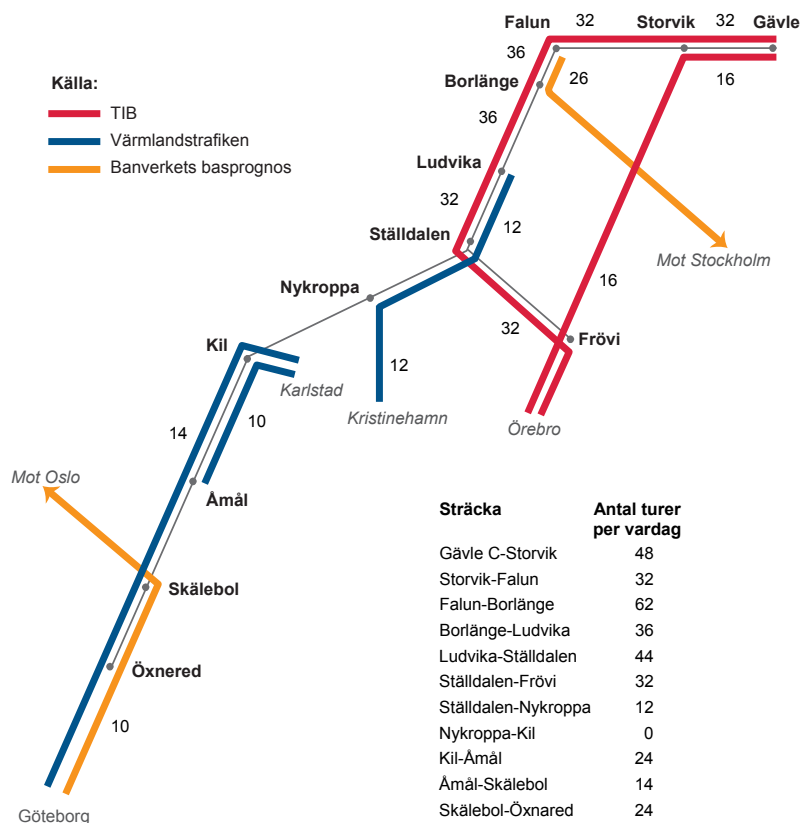 Falun 32 Storvik 32 Gävle
36
Källa:
TIB
Värmlandstrafiken
Banverkets basprognos
Borlänge
26
16
36
Ludvika
32
12
Ställdalen
Mot Stockholm
Nykroppa
16
32
Frövi
Kil
Karlstad
12
Kristinehamn
Örebro
14
10
Mot Oslo
Åmål
Skälebol
Öxnered
10
Göteborg
Sträcka Antal turer
per vardag
Gävle C-Storvik 48
Storvik-Falun 32
Falun-Borlänge 62
Borlänge-Ludvika 36
Ludvika-Ställdalen 44
Ställdalen-Frövi 32
Ställdalen-Nykroppa 12
Nykroppa-Kil 0
Kil-Åmål 24
Åmål-Skälebol 14
Skälebol-Öxnered 24